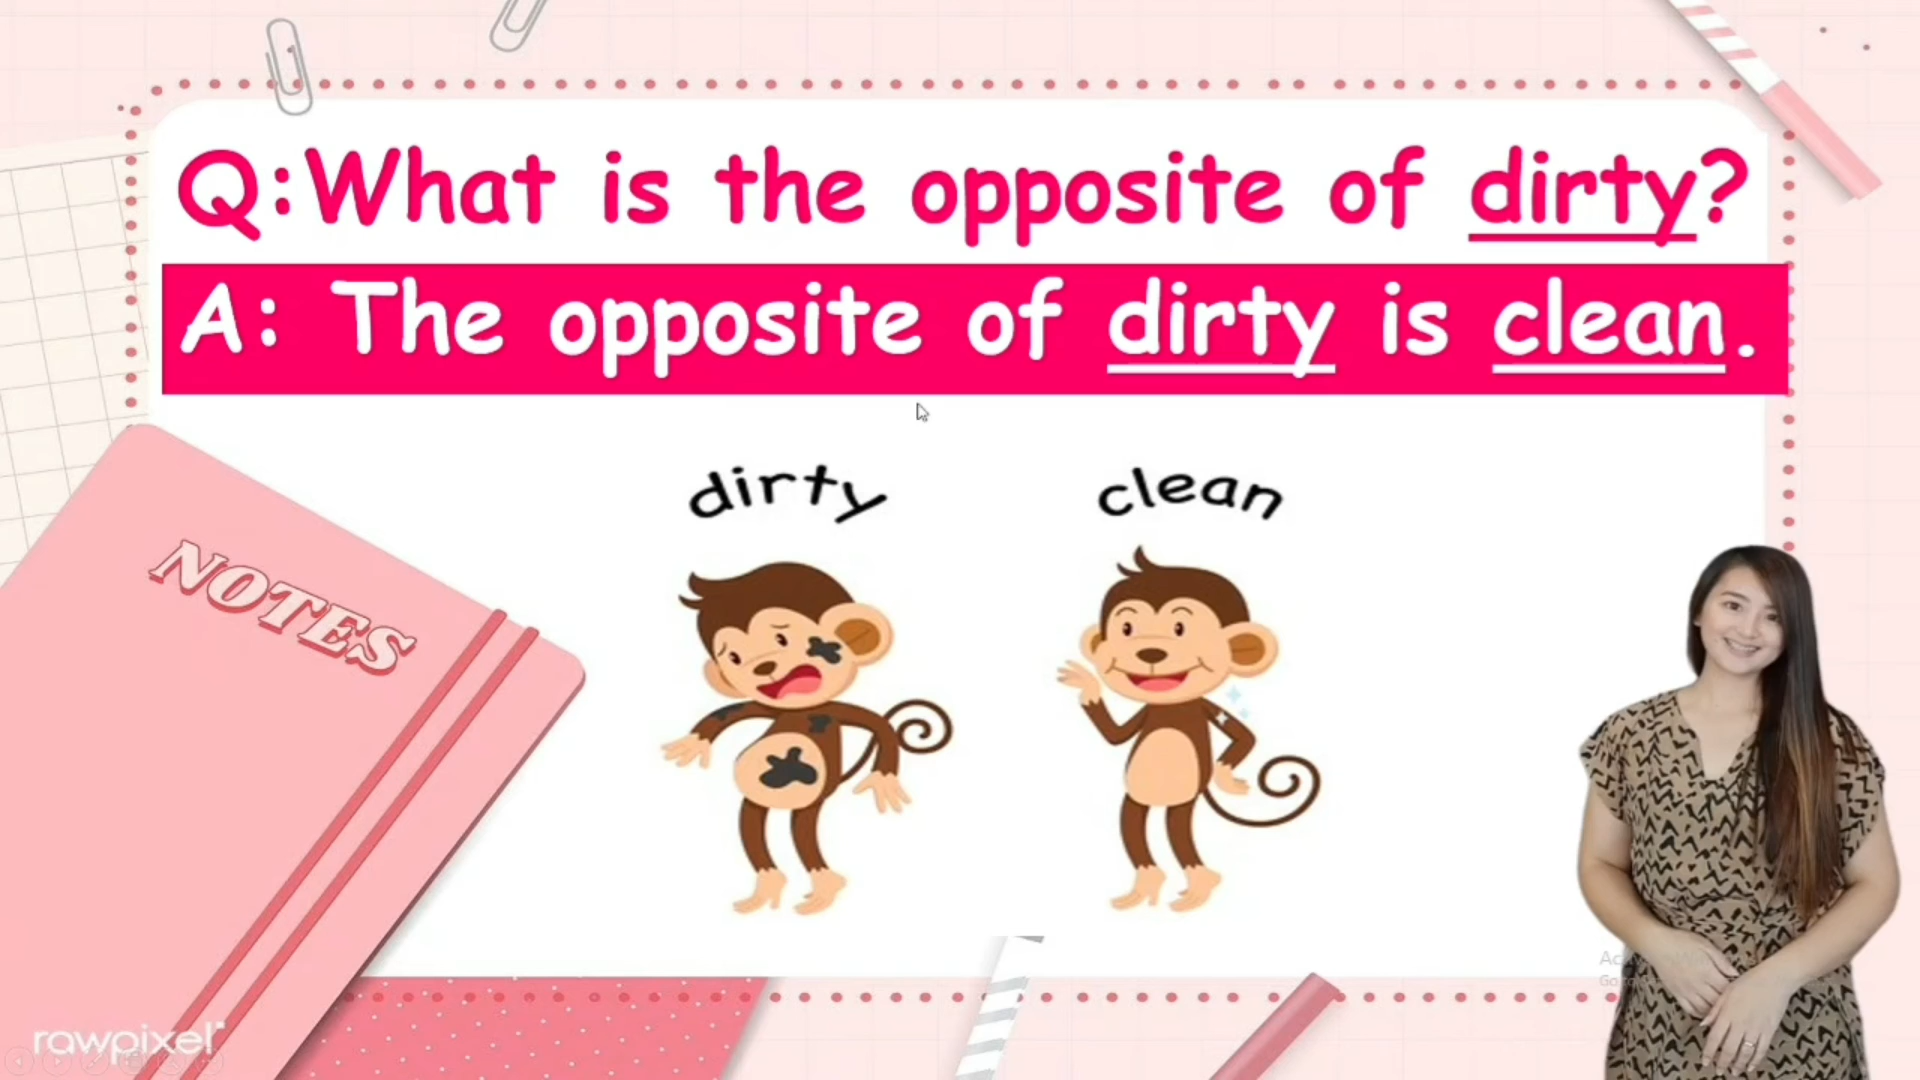 Q:What is the opposite of dirty?
A: The opposite of dirty is clean.
dirty
clean
NOTES
rawpixel